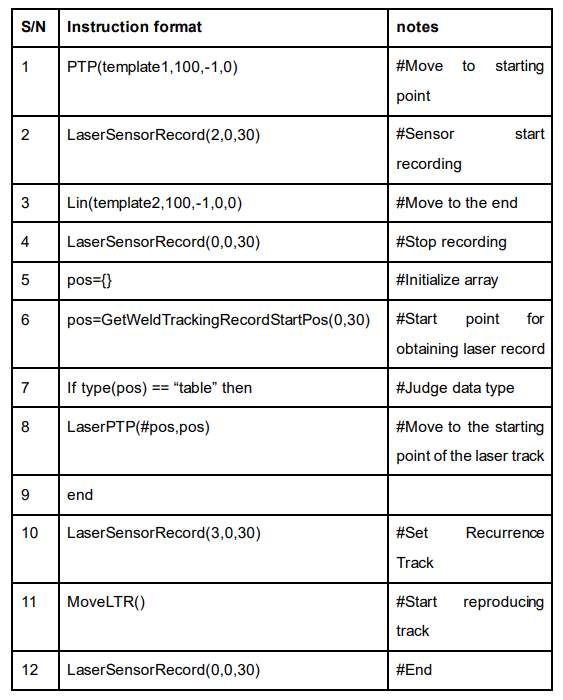 S/N Instruction format notes
1 PTP(template1,100,-1,0) #Move to starting
point
2 LaserSensorRecord(2,0,30) #Sensor start
recording
3 Lin(template2,100,-1,0,0) #Move to the end
4 LaserSensorRecord(0,0,30) #Stop recording
5 pos={} #Initialize array
6 pos=GetWeldTrackingRecordStartPos(0,30) #Start point for
obtaining laser record
7 If type(pos) == “table” then #Judge data type
8 LaserPTP(#pos,pos) #Move to the starting
point of the laser track
9 end
10 LaserSensorRecord(3,0,30) #Set Recurrence
Track
11 MoveLTR() #Start reproducing
track
12 LaserSensorRecord(0,0,30) #End